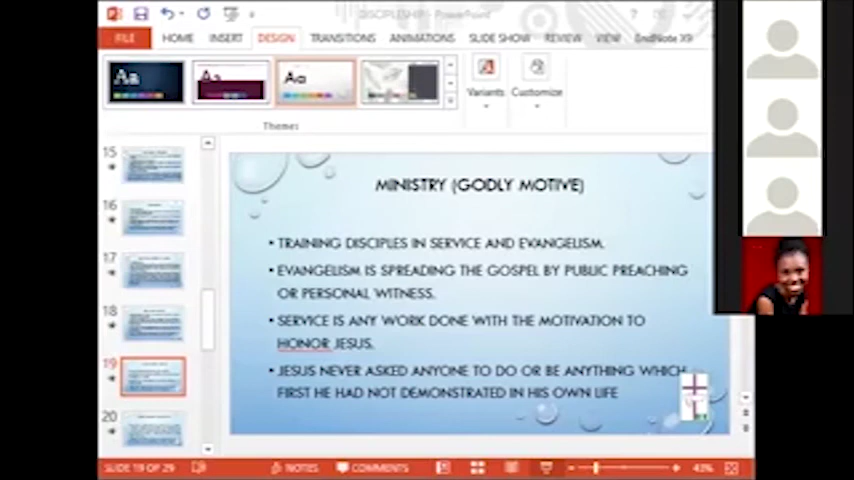 DISCIPLESHIP - PowerPoint
?
FILE HOME INSERT DESIGN TRANSITIONS ANIMATIONS SLIDE SHOW REVIEW VIEW EndNote X9
Aa Aa Aa
Variants Customize
Themes
15
16
17
18
19
20
MINISTRY (GODLY MOTIVE)
• TRAINING DISCIPLES IN SERVICE AND EVANGELISM.
• EVANGELISM IS SPREADING THE GOSPEL BY PUBLIC PREACHING
OR PERSONAL WITNESS.
• SERVICE IS ANY WORK DONE WITH THE MOTIVATION TO
HONOR JESUS.
• JESUS NEVER ASKED ANYONE TO DO OR BE ANYTHING WHICH
FIRST HE HAD NOT DEMONSTRATED IN HIS OWN LIFE
SLIDE 19 OF 29 NOTES COMMENTS 43%